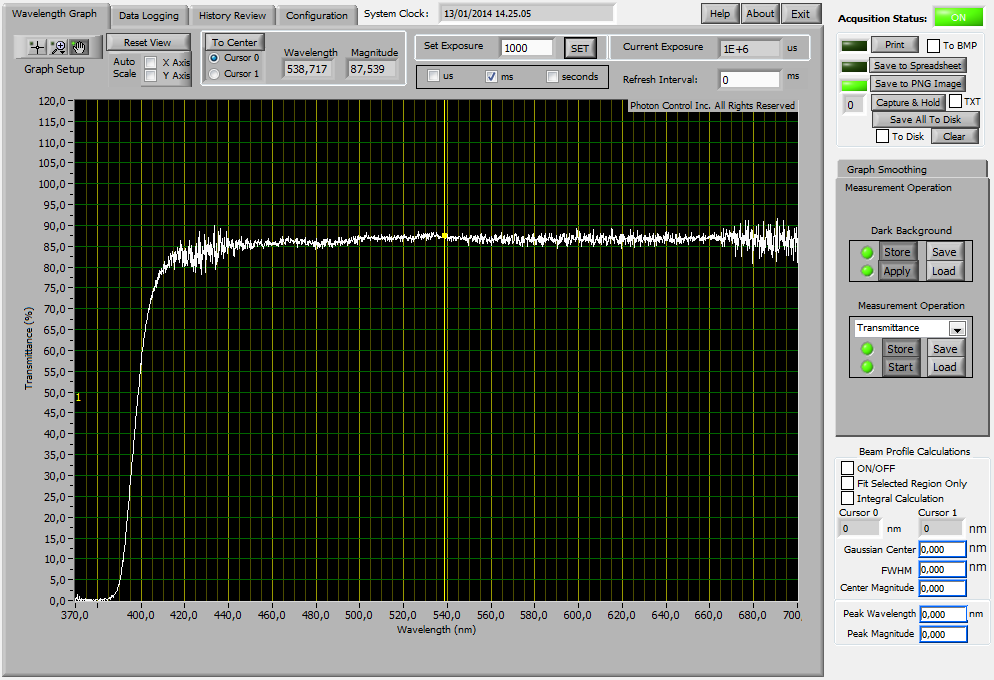 Wavelength Graph Data Logging History Review Configuration System Clock: 13/01/2014 14.25.05 Help About Exit
Graph Setup
Reset View
Auto Scale
X Axis
Y Axis
To Center
Cursor 0
Cursor 1
Wavelength Magnitude
538,717 87,539
Set Exposure 1000 SET
us ms seconds
Current Exposure 1E+6 us
Refresh Interval: 0 ms
Photon Control Inc. All Rights Reserved
Transmittance (%)
120,0
115,0
110,0
105,0
100,0
95,0
90,0
85,0
80,0
75,0
70,0
65,0
60,0
55,0
50,0
45,0
40,0
35,0
30,0
25,0
20,0
15,0
10,0
5,0
0,0
1
370,0 400,0 420,0 440,0 460,0 480,0 500,0 520,0 540,0 560,0 580,0 600,0 620,0 640,0 660,0 680,0 700,
Wavelength (nm)
Acqusition Status: ON
Print To BMP
Save to Spreadsheet
Save to PNG Image
0 Capture & Hold TXT
Save All To Disk
To Disk Clear
Graph Smoothing
Measurement Operation
Dark Background
Store Save
Apply Load
Measurement Operation
Transmittance
Store Save
Start Load
Beam Profile Calculations
ON/OFF
Fit Selected Region Only
Integral Calculation
Cursor 0 Cursor 1
0 nm 0 nm
Gaussian Center 0,000 nm
FWHM 0,000 nm
Center Magnitude 0,000
Peak Wavelength 0,000 nm
Peak Magnitude 0,000